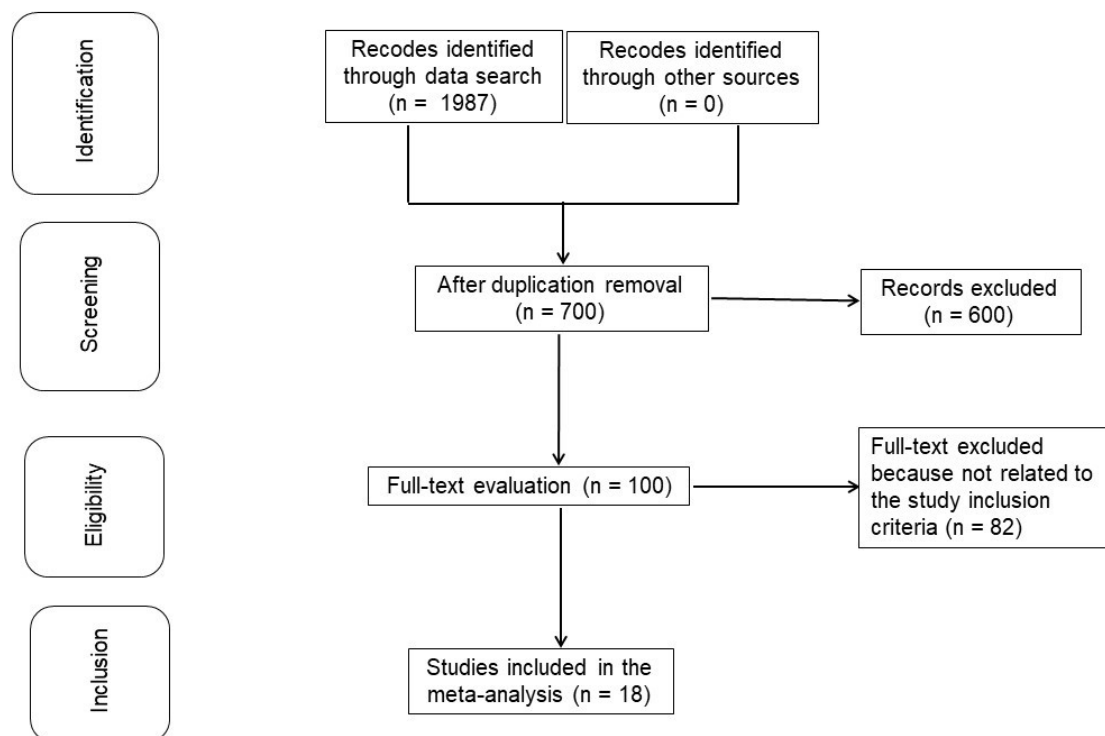 Identification
Recodes identified
through data search
(n = 1987)
Recodes identified
through other sources
(n = 0)
Screening
After duplication removal
(n = 700)
Records excluded
(n = 600)
Eligibility
Full-text evaluation (n = 100)
Full-text excluded
because not related to
the study inclusion
criteria (n = 82)
Inclusion
Studies included in the
meta-analysis (n = 18)